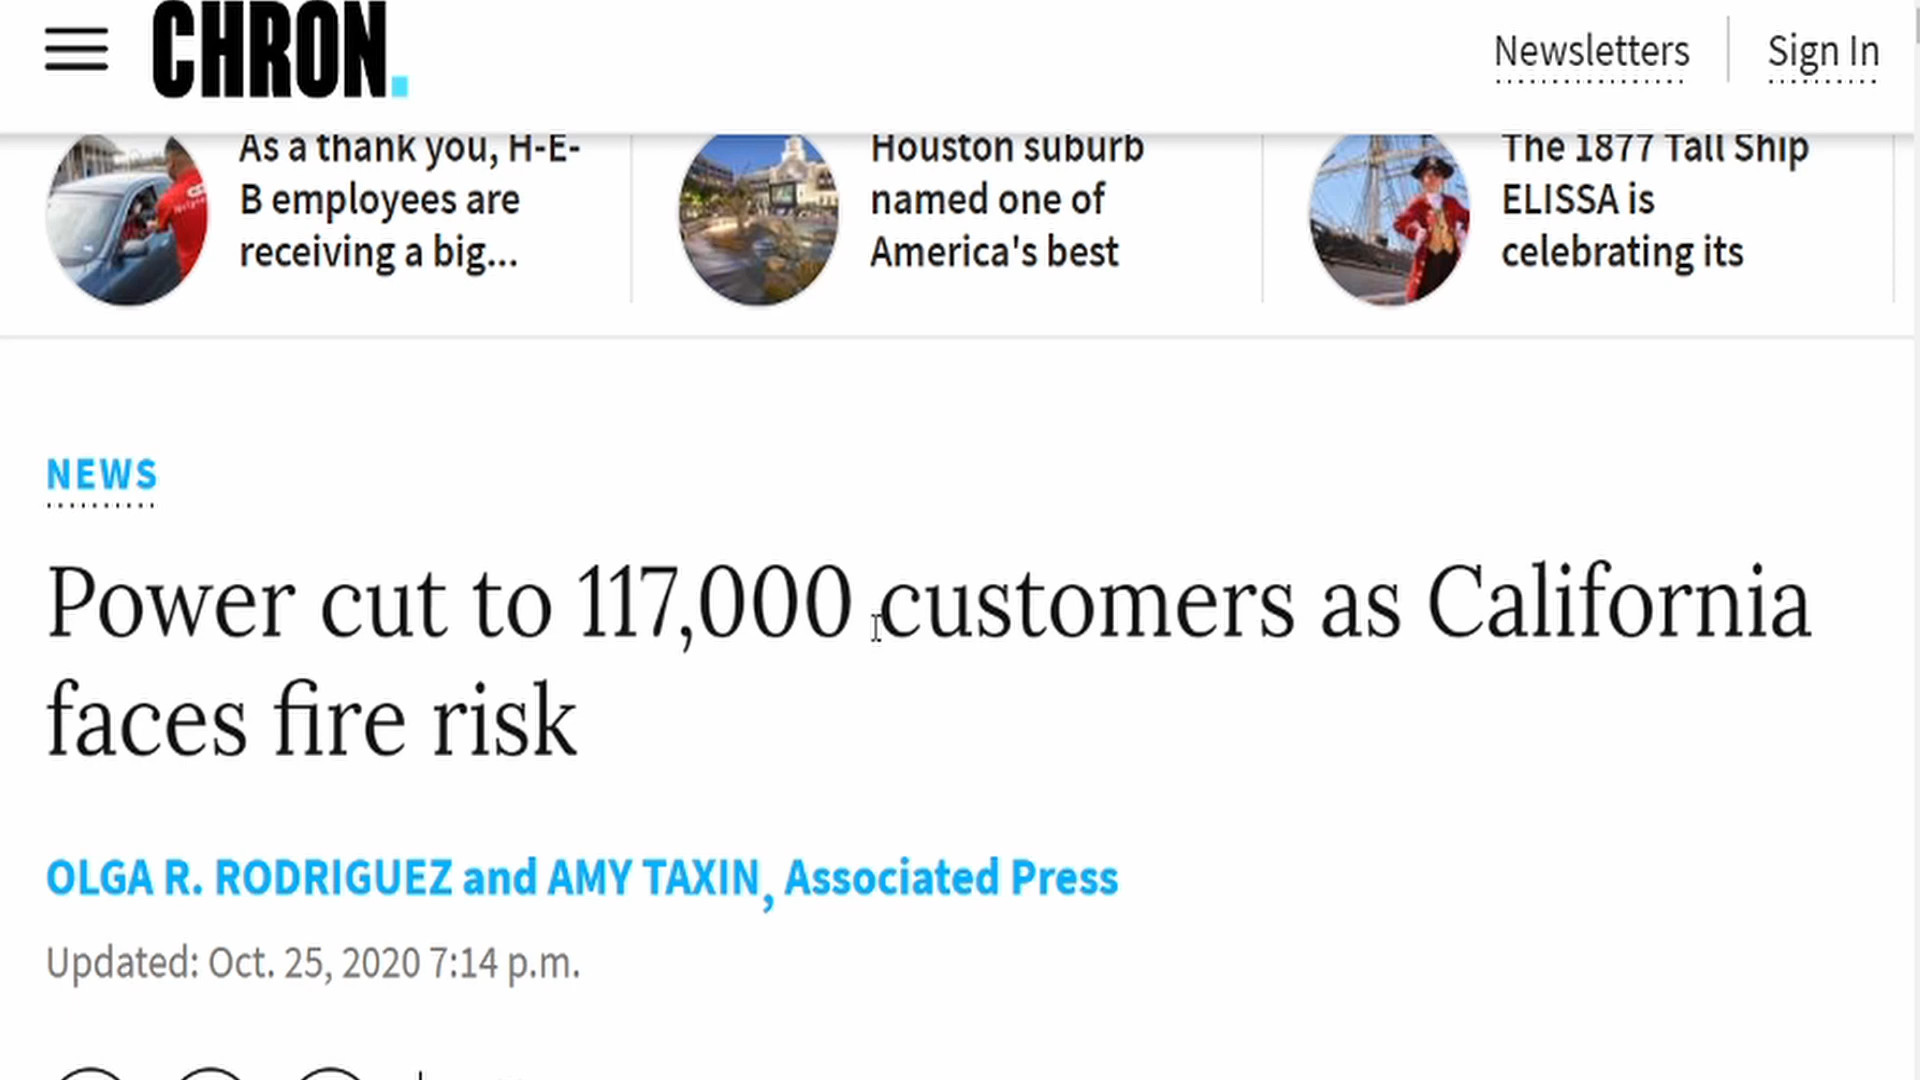 CHRON.
Newsletters
Sign In
As a thank you, H-E-
B employees are
receiving a big...
Houston suburb
named one of
America's best
The 1877 Tall Ship
ELISSA is
celebrating its
NEWS
Power cut to 117,000 customers as California
faces fire risk
OLGA R. RODRIGUEZ and AMY TAXIN, Associated Press
Updated: Oct. 25, 2020 7:14 p.m.